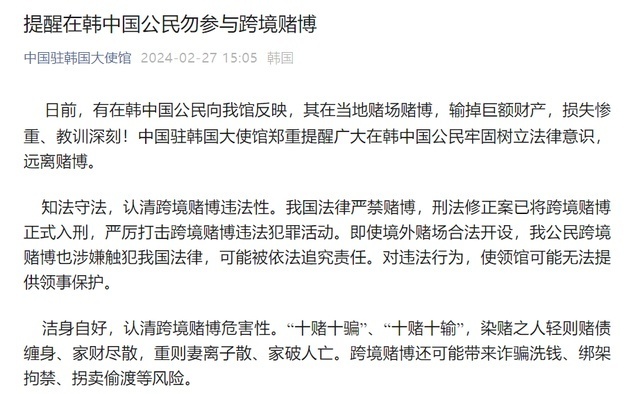 提醒在韩中国公民勿参与跨境赌博
中国驻韩国大使馆 2024-02-27 15:05 韩国
日前，有在韩中国公民向我馆反映，其在当地赌场赌博，输掉巨额财产，损失惨
重、教训深刻！中国驻韩国大使馆郑重提醒广大在韩中国公民牢固树立法律意识，
远离赌博。
知法守法，认清跨境赌博违法性。我国法律严禁赌博，刑法修正案已将跨境赌博
正式入刑，严厉打击跨境赌博违法犯罪活动。即使境外赌场合法开设，我公民跨境
赌博也涉嫌触犯我国法律，可能被依法追究责任。对违法行为，使领馆可能无法提
供领事保护。
洁身自好，认清跨境赌博危害性。“十赌十骗”、“十赌十输”，染赌之人轻则赌债
缠身、家财尽散，重则妻离子散、家破人亡。跨境赌博还可能带来诈骗洗钱、绑架
拘禁、拐卖偷渡等风险。